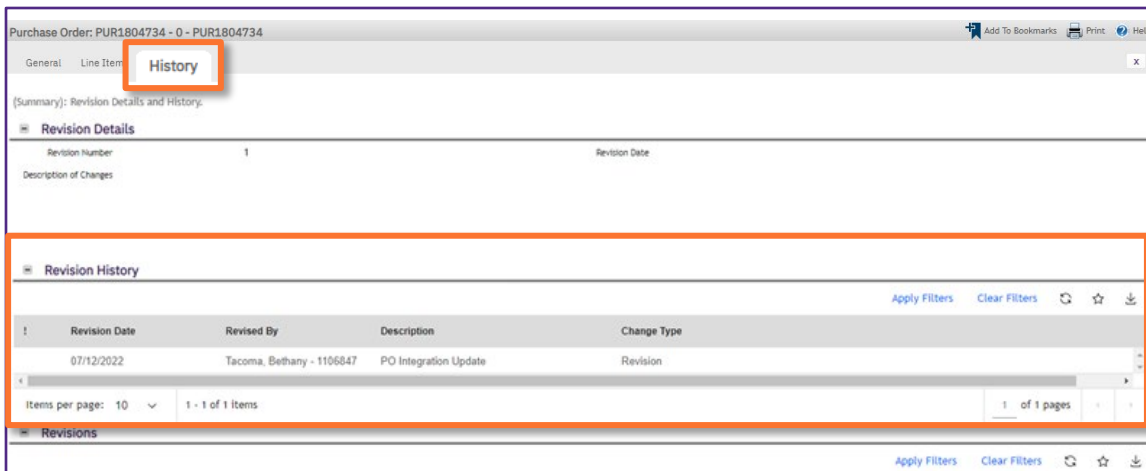 Purchase Order: PUR1804734 - 0 - PUR1804734 Add To Bookmarks Print Hel
General Line Item History x
(Summary): Revision Details and History.
Revision Details
Revision Number 1 Revision Date
Description of Changes
Revision History
Apply Filters Clear Filters
! Revision Date Revised By Description Change Type
07/12/2022 Tacoma, Bethany - 1106847 PO Integration Update Revision
Items per page: 10 1 - 1 of 1 items 1 of 1 pages
Revisions
Apply Filters Clear Filters